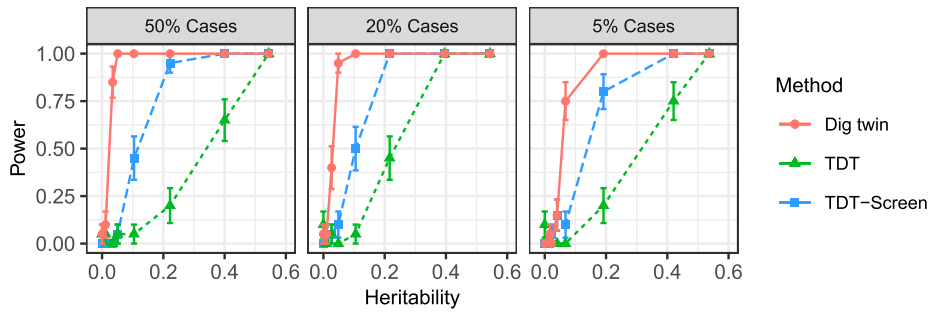 50% Cases
20% Cases
5% Cases
1.00
0.75
0.50
0.25
0.00
Power
0.0 0.2 0.4 0.6
0.0 0.2 0.4 0.6
0.0 0.2 0.4 0.6
Heritability
Method
Dig twin
TDT
TDT−Screen